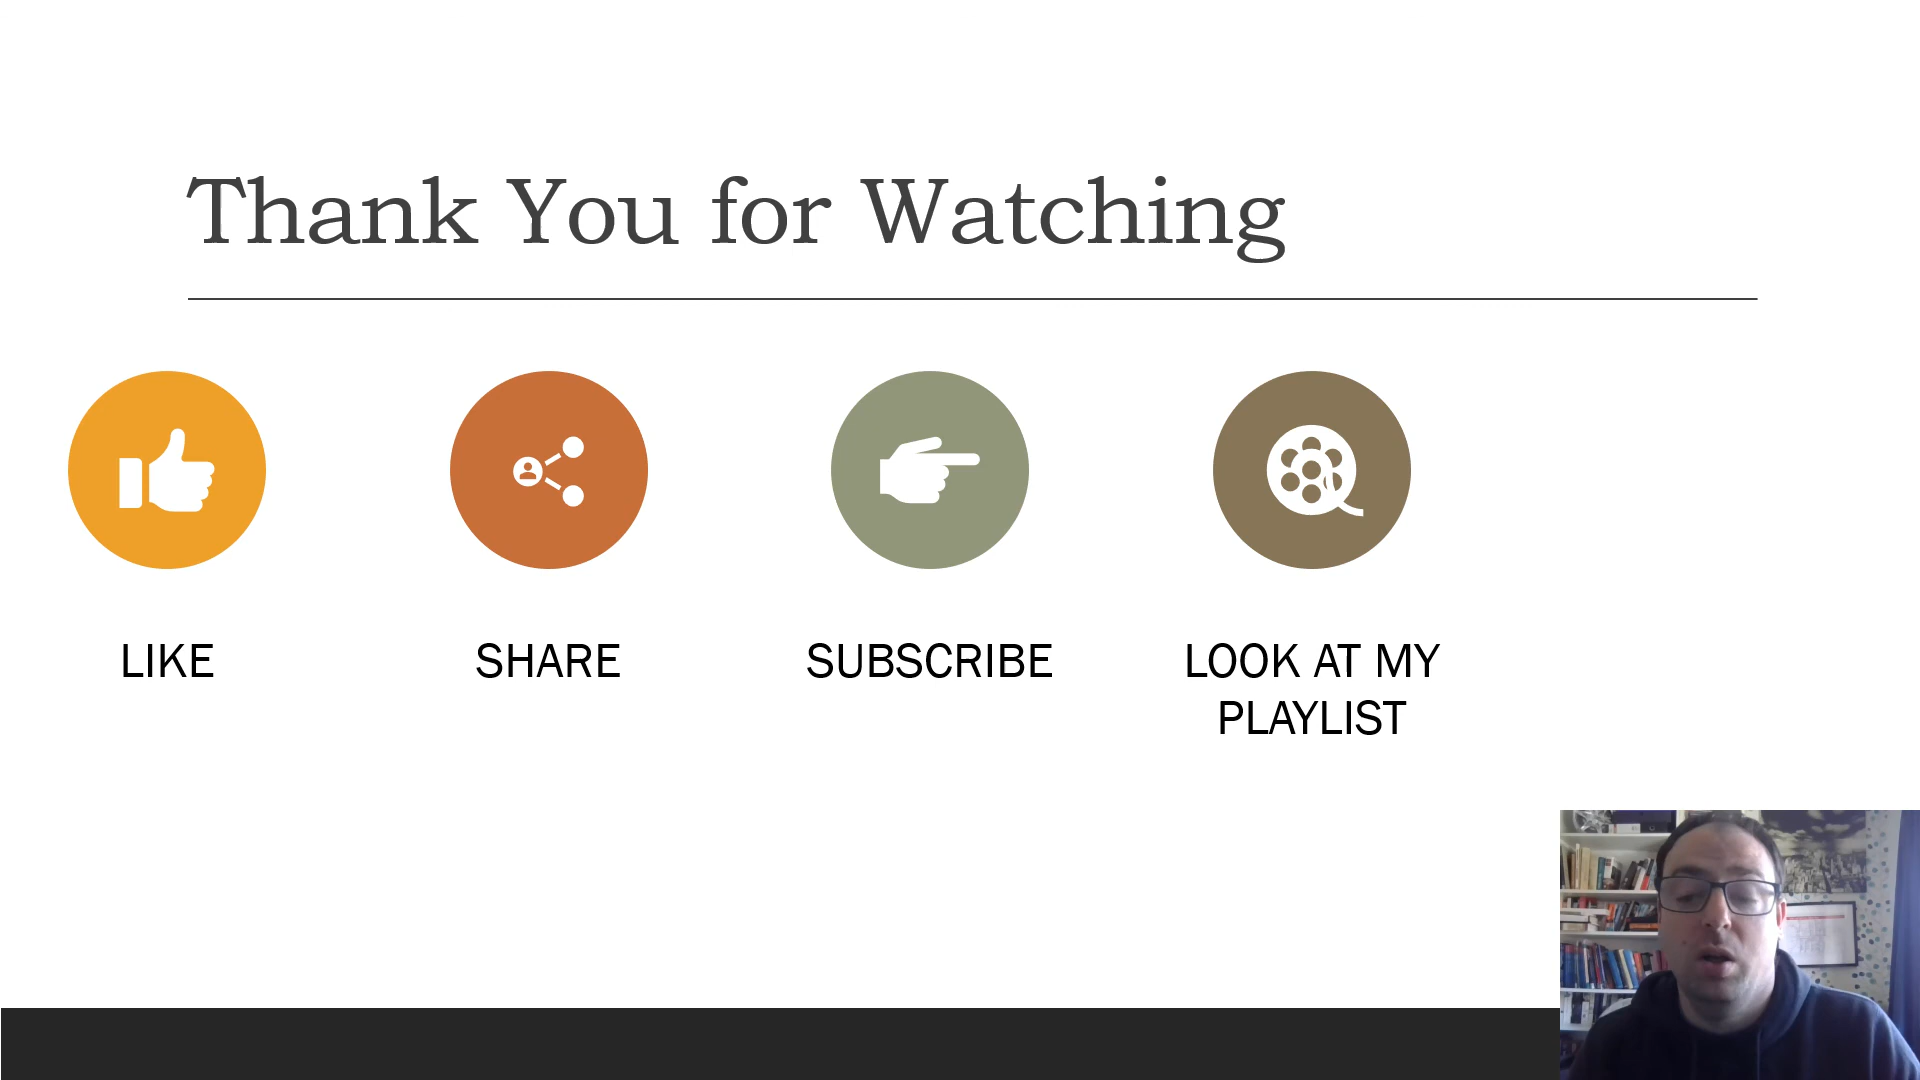 Thank You for Watching
LIKE
SHARE
SUBSCRIBE
LOOK AT MY
PLAYLIST